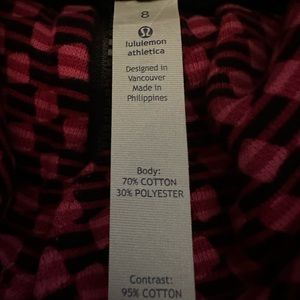 8
lululemon
athletica
Designed in
Vancouver
Made in
Philippines
Body:
70% COTTON
30% POLYESTER
Contrast:
95% COTTON